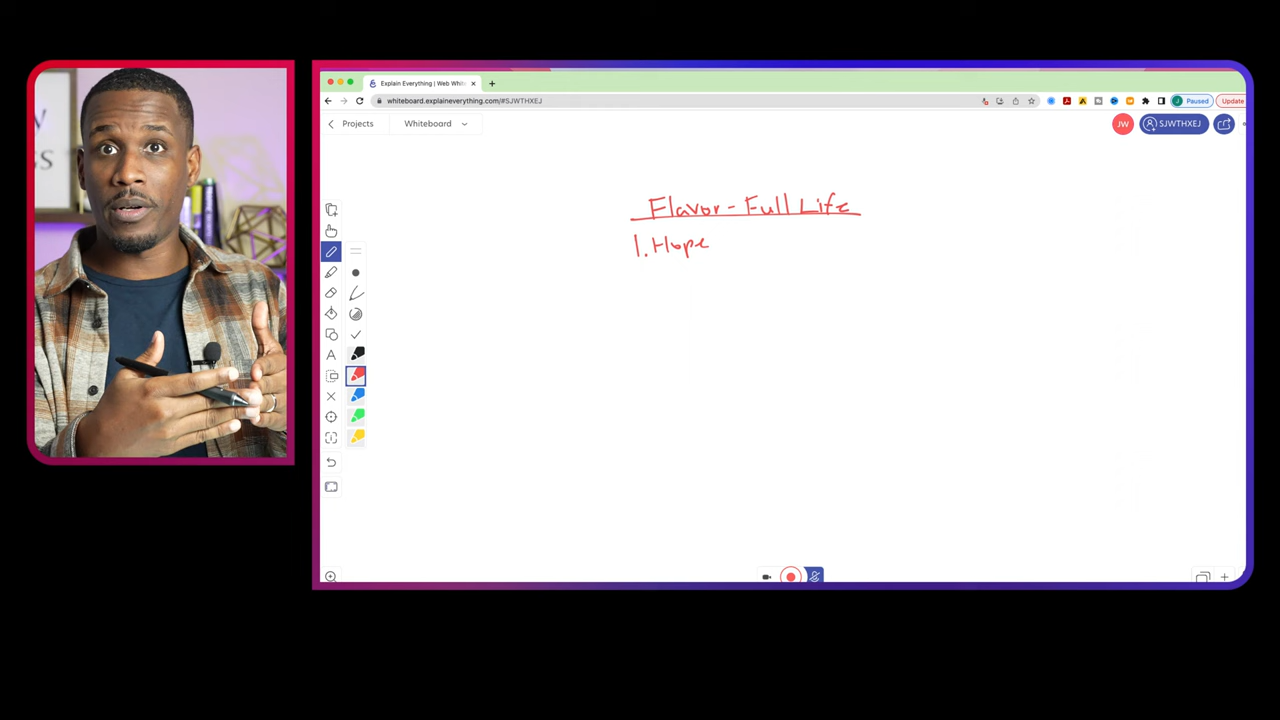 Explain Everything | Web Whit
whiteboard.explaineverything.com/#SJWTHXEJ
J
Paused
Update
Projects
Whiteboard
JW
SJWTHXEJ
Flavor-Full Life
1. Hope
A